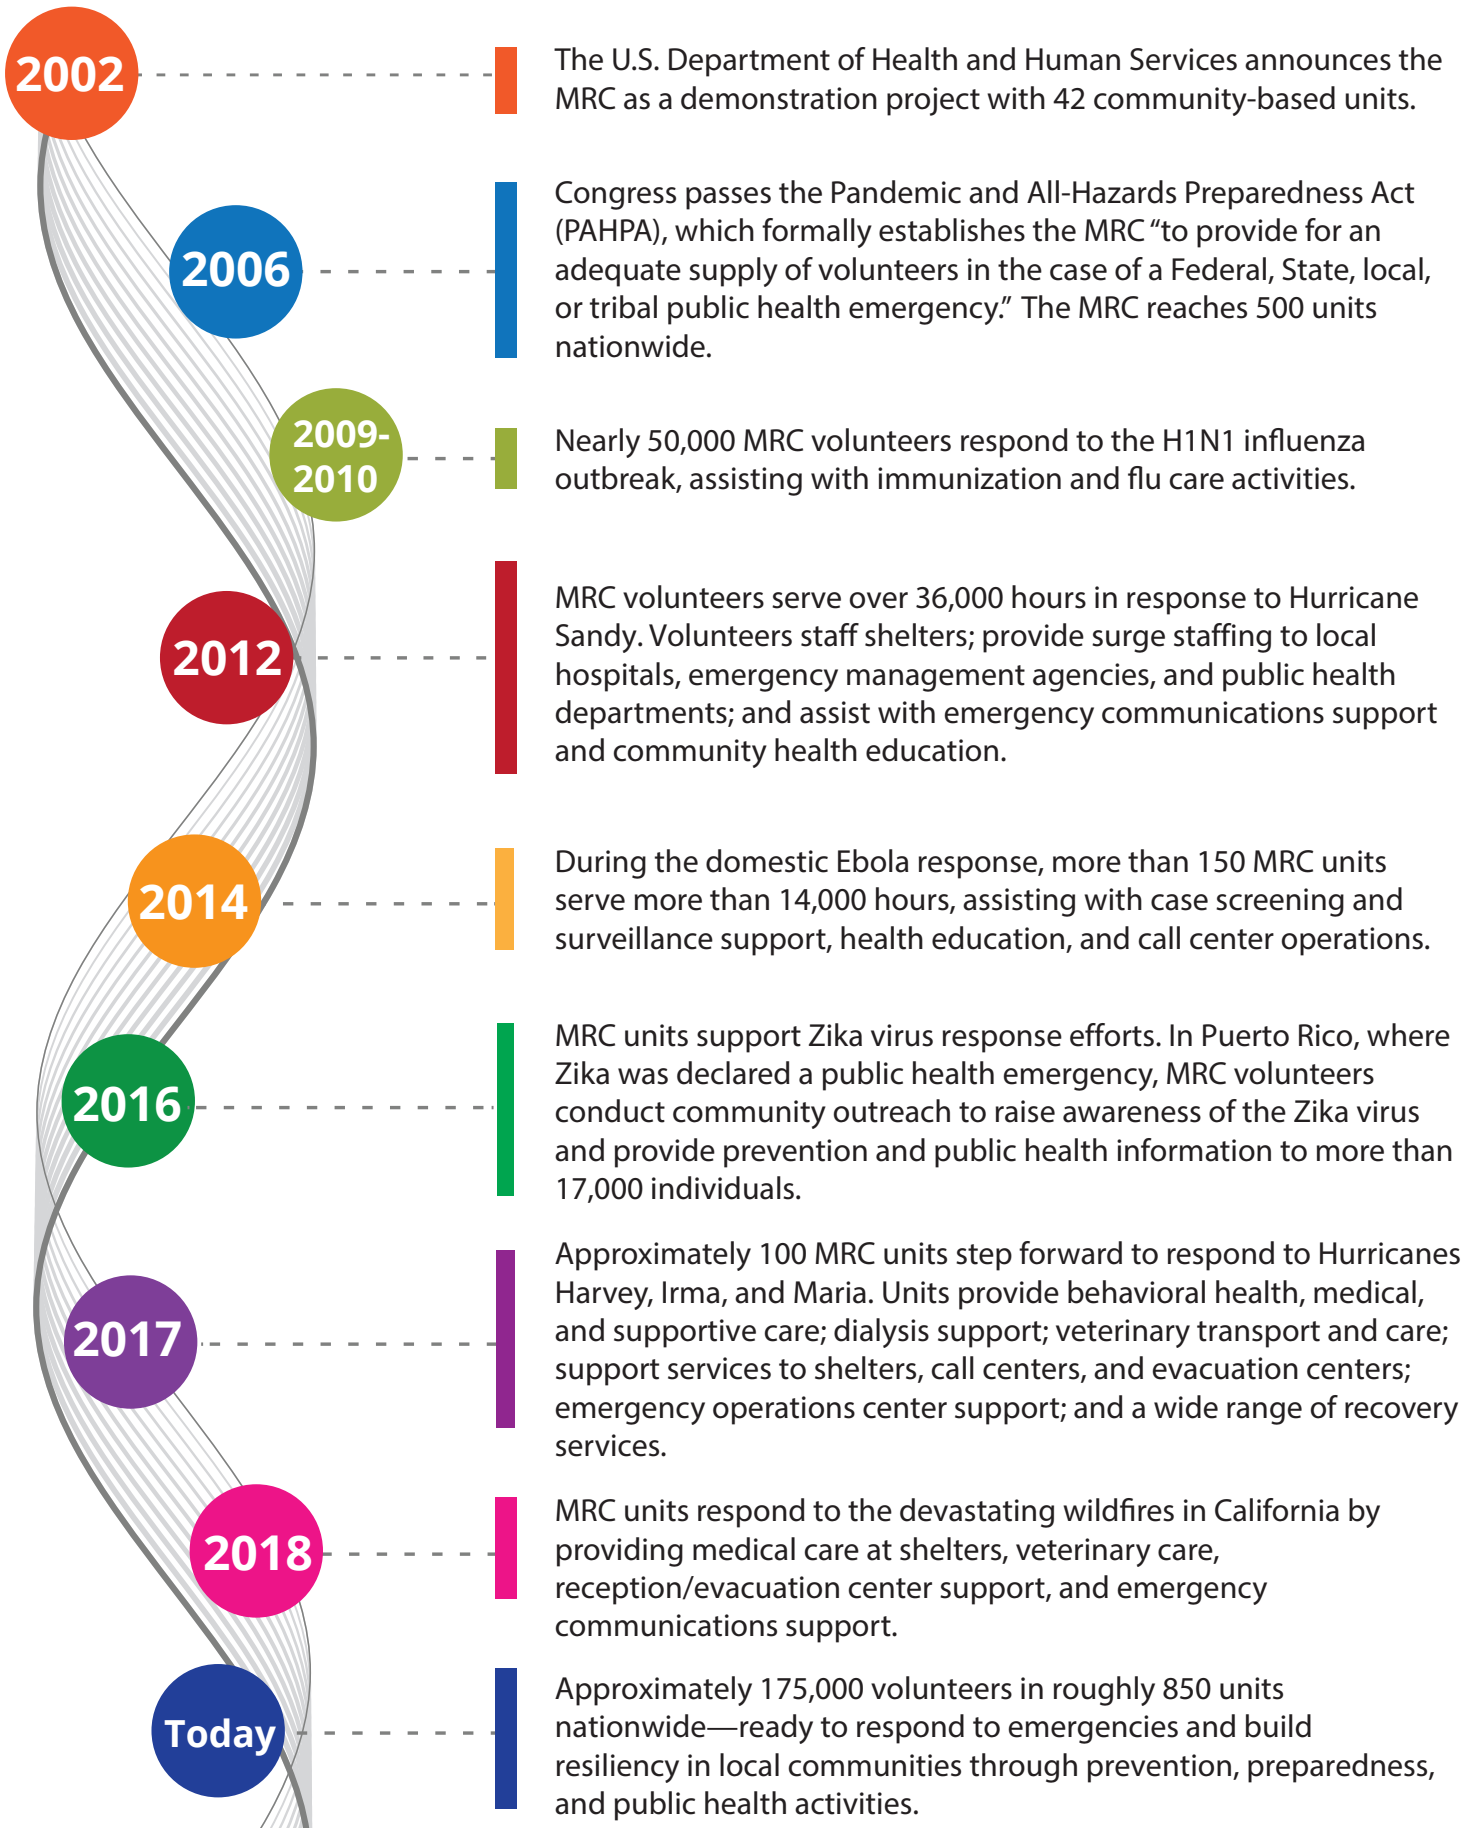 2002
The U.S. Department of Health and Human Services announces the
MRC as a demonstration project with 42 community-based units.
2006
Congress passes the Pandemic and All-Hazards Preparedness Act
(PAHPA), which formally establishes the MRC “to provide for an
adequate supply of volunteers in the case of a Federal, State, local,
or tribal public health emergency.” The MRC reaches 500 units
nationwide.
2009-
2010
Nearly 50,000 MRC volunteers respond to the H1N1 influenza
outbreak, assisting with immunization and flu care activities.
2012
MRC volunteers serve over 36,000 hours in response to Hurricane
Sandy. Volunteers staff shelters; provide surge staffing to local
hospitals, emergency management agencies, and public health
departments; and assist with emergency communications support
and community health education.
2014
During the domestic Ebola response, more than 150 MRC units
serve more than 14,000 hours, assisting with case screening and
surveillance support, health education, and call center operations.
2016
MRC units support Zika virus response efforts. In Puerto Rico, where
Zika was declared a public health emergency, MRC volunteers
conduct community outreach to raise awareness of the Zika virus
and provide prevention and public health information to more than
17,000 individuals.
2017
Approximately 100 MRC units step forward to respond to Hurricanes
Harvey, Irma, and Maria. Units provide behavioral health, medical,
and supportive care; dialysis support; veterinary transport and care;
support services to shelters, call centers, and evacuation centers;
emergency operations center support; and a wide range of recovery
services.
2018
MRC units respond to the devastating wildfires in California by
providing medical care at shelters, veterinary care,
reception/evacuation center support, and emergency
communications support.
Today
Approximately 175,000 volunteers in roughly 850 units
nationwide—ready to respond to emergencies and build
resiliency in local communities through prevention, preparedness,
and public health activities.